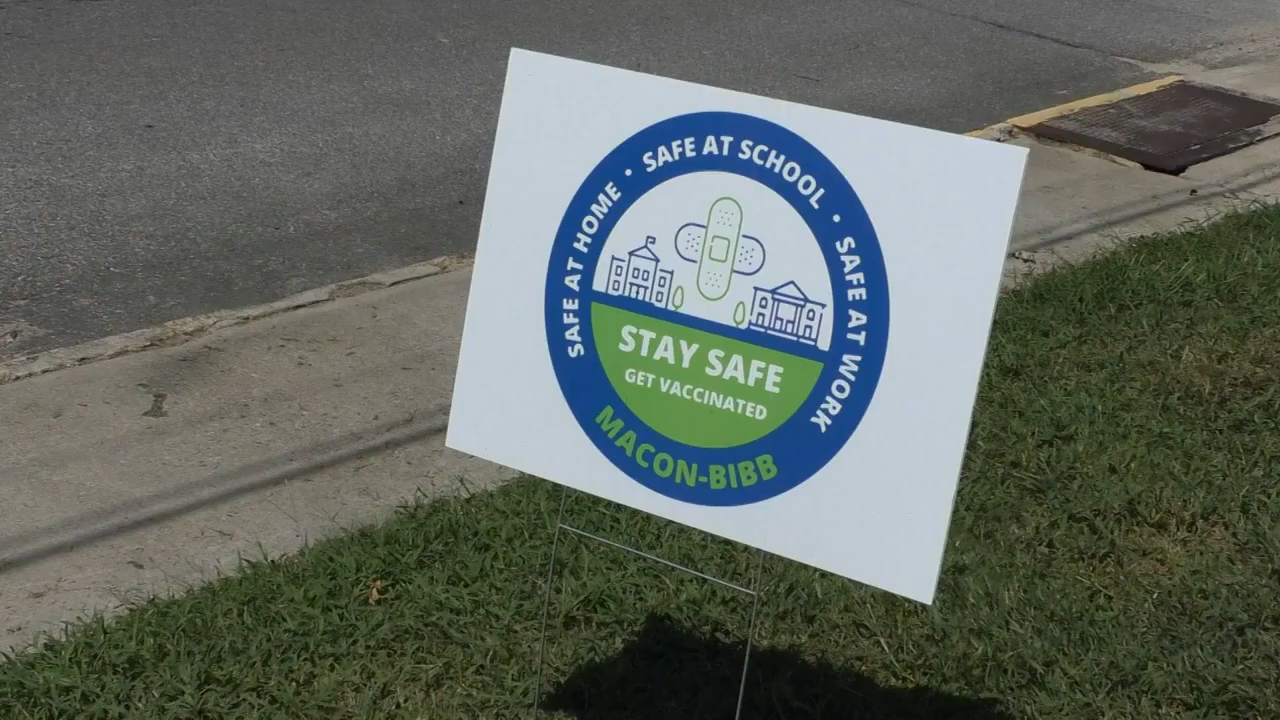 SAFE AT HOME • SAFE AT SCHOOL • SAFE AT WORK
STAY SAFE
GET VACCINATED
MACON-BIBB